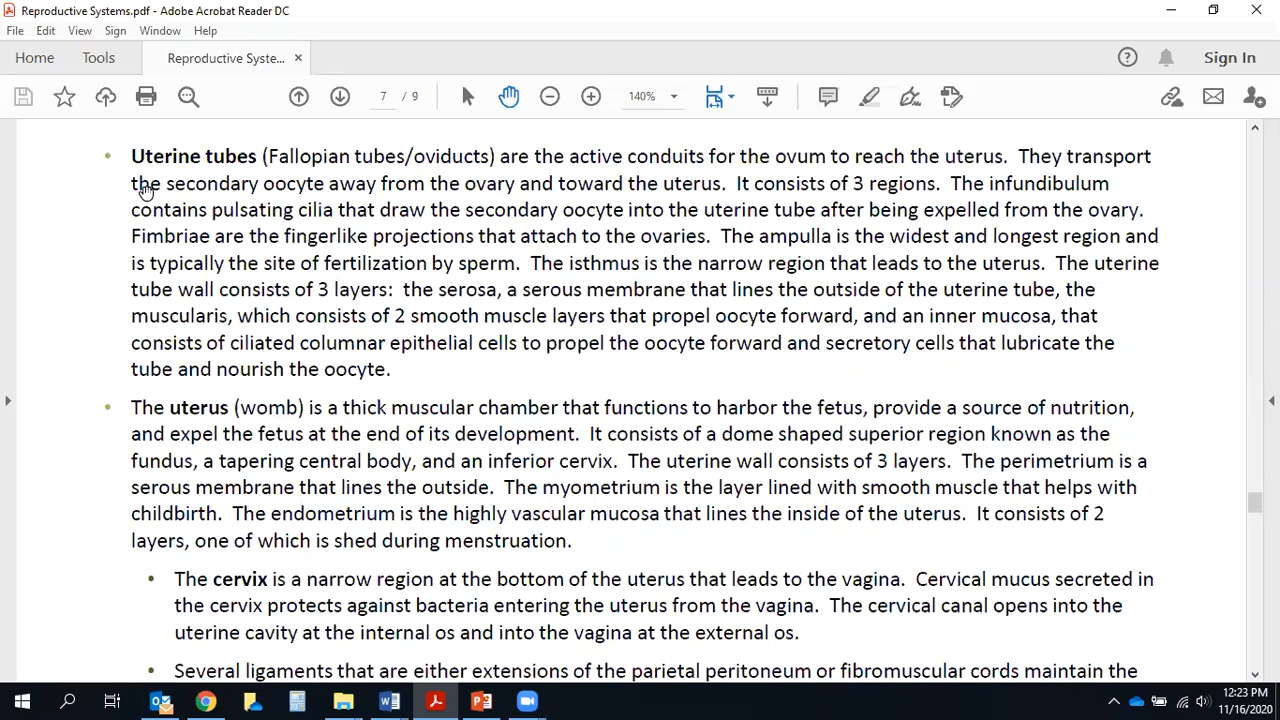 Reproductive Systems.pdf - Adobe Acrobat Reader DC
File Edit View Sign Window Help
Home Tools Reproductive Syste... × Sign In
7 / 9 140%
• Uterine tubes (Fallopian tubes/oviducts) are the active conduits for the ovum to reach the uterus. They transport
the secondary oocyte away from the ovary and toward the uterus. It consists of 3 regions. The infundibulum
contains pulsating cilia that draw the secondary oocyte into the uterine tube after being expelled from the ovary.
Fimbriae are the fingerlike projections that attach to the ovaries. The ampulla is the widest and longest region and
is typically the site of fertilization by sperm. The isthmus is the narrow region that leads to the uterus. The uterine
tube wall consists of 3 layers: the serosa, a serous membrane that lines the outside of the uterine tube, the
muscularis, which consists of 2 smooth muscle layers that propel oocyte forward, and an inner mucosa, that
consists of ciliated columnar epithelial cells to propel the oocyte forward and secretory cells that lubricate the
tube and nourish the oocyte.
• The uterus (womb) is a thick muscular chamber that functions to harbor the fetus, provide a source of nutrition,
and expel the fetus at the end of its development. It consists of a dome shaped superior region known as the
fundus, a tapering central body, and an inferior cervix. The uterine wall consists of 3 layers. The perimetrium is a
serous membrane that lines the outside. The myometrium is the layer lined with smooth muscle that helps with
childbirth. The endometrium is the highly vascular mucosa that lines the inside of the uterus. It consists of 2
layers, one of which is shed during menstruation.
• The cervix is a narrow region at the bottom of the uterus that leads to the vagina. Cervical mucus secreted in
the cervix protects against bacteria entering the uterus from the vagina. The cervical canal opens into the
uterine cavity at the internal os and into the vagina at the external os.
• Several ligaments that are either extensions of the parietal peritoneum or fibromuscular cords maintain the
12:23 PM
11/16/2020